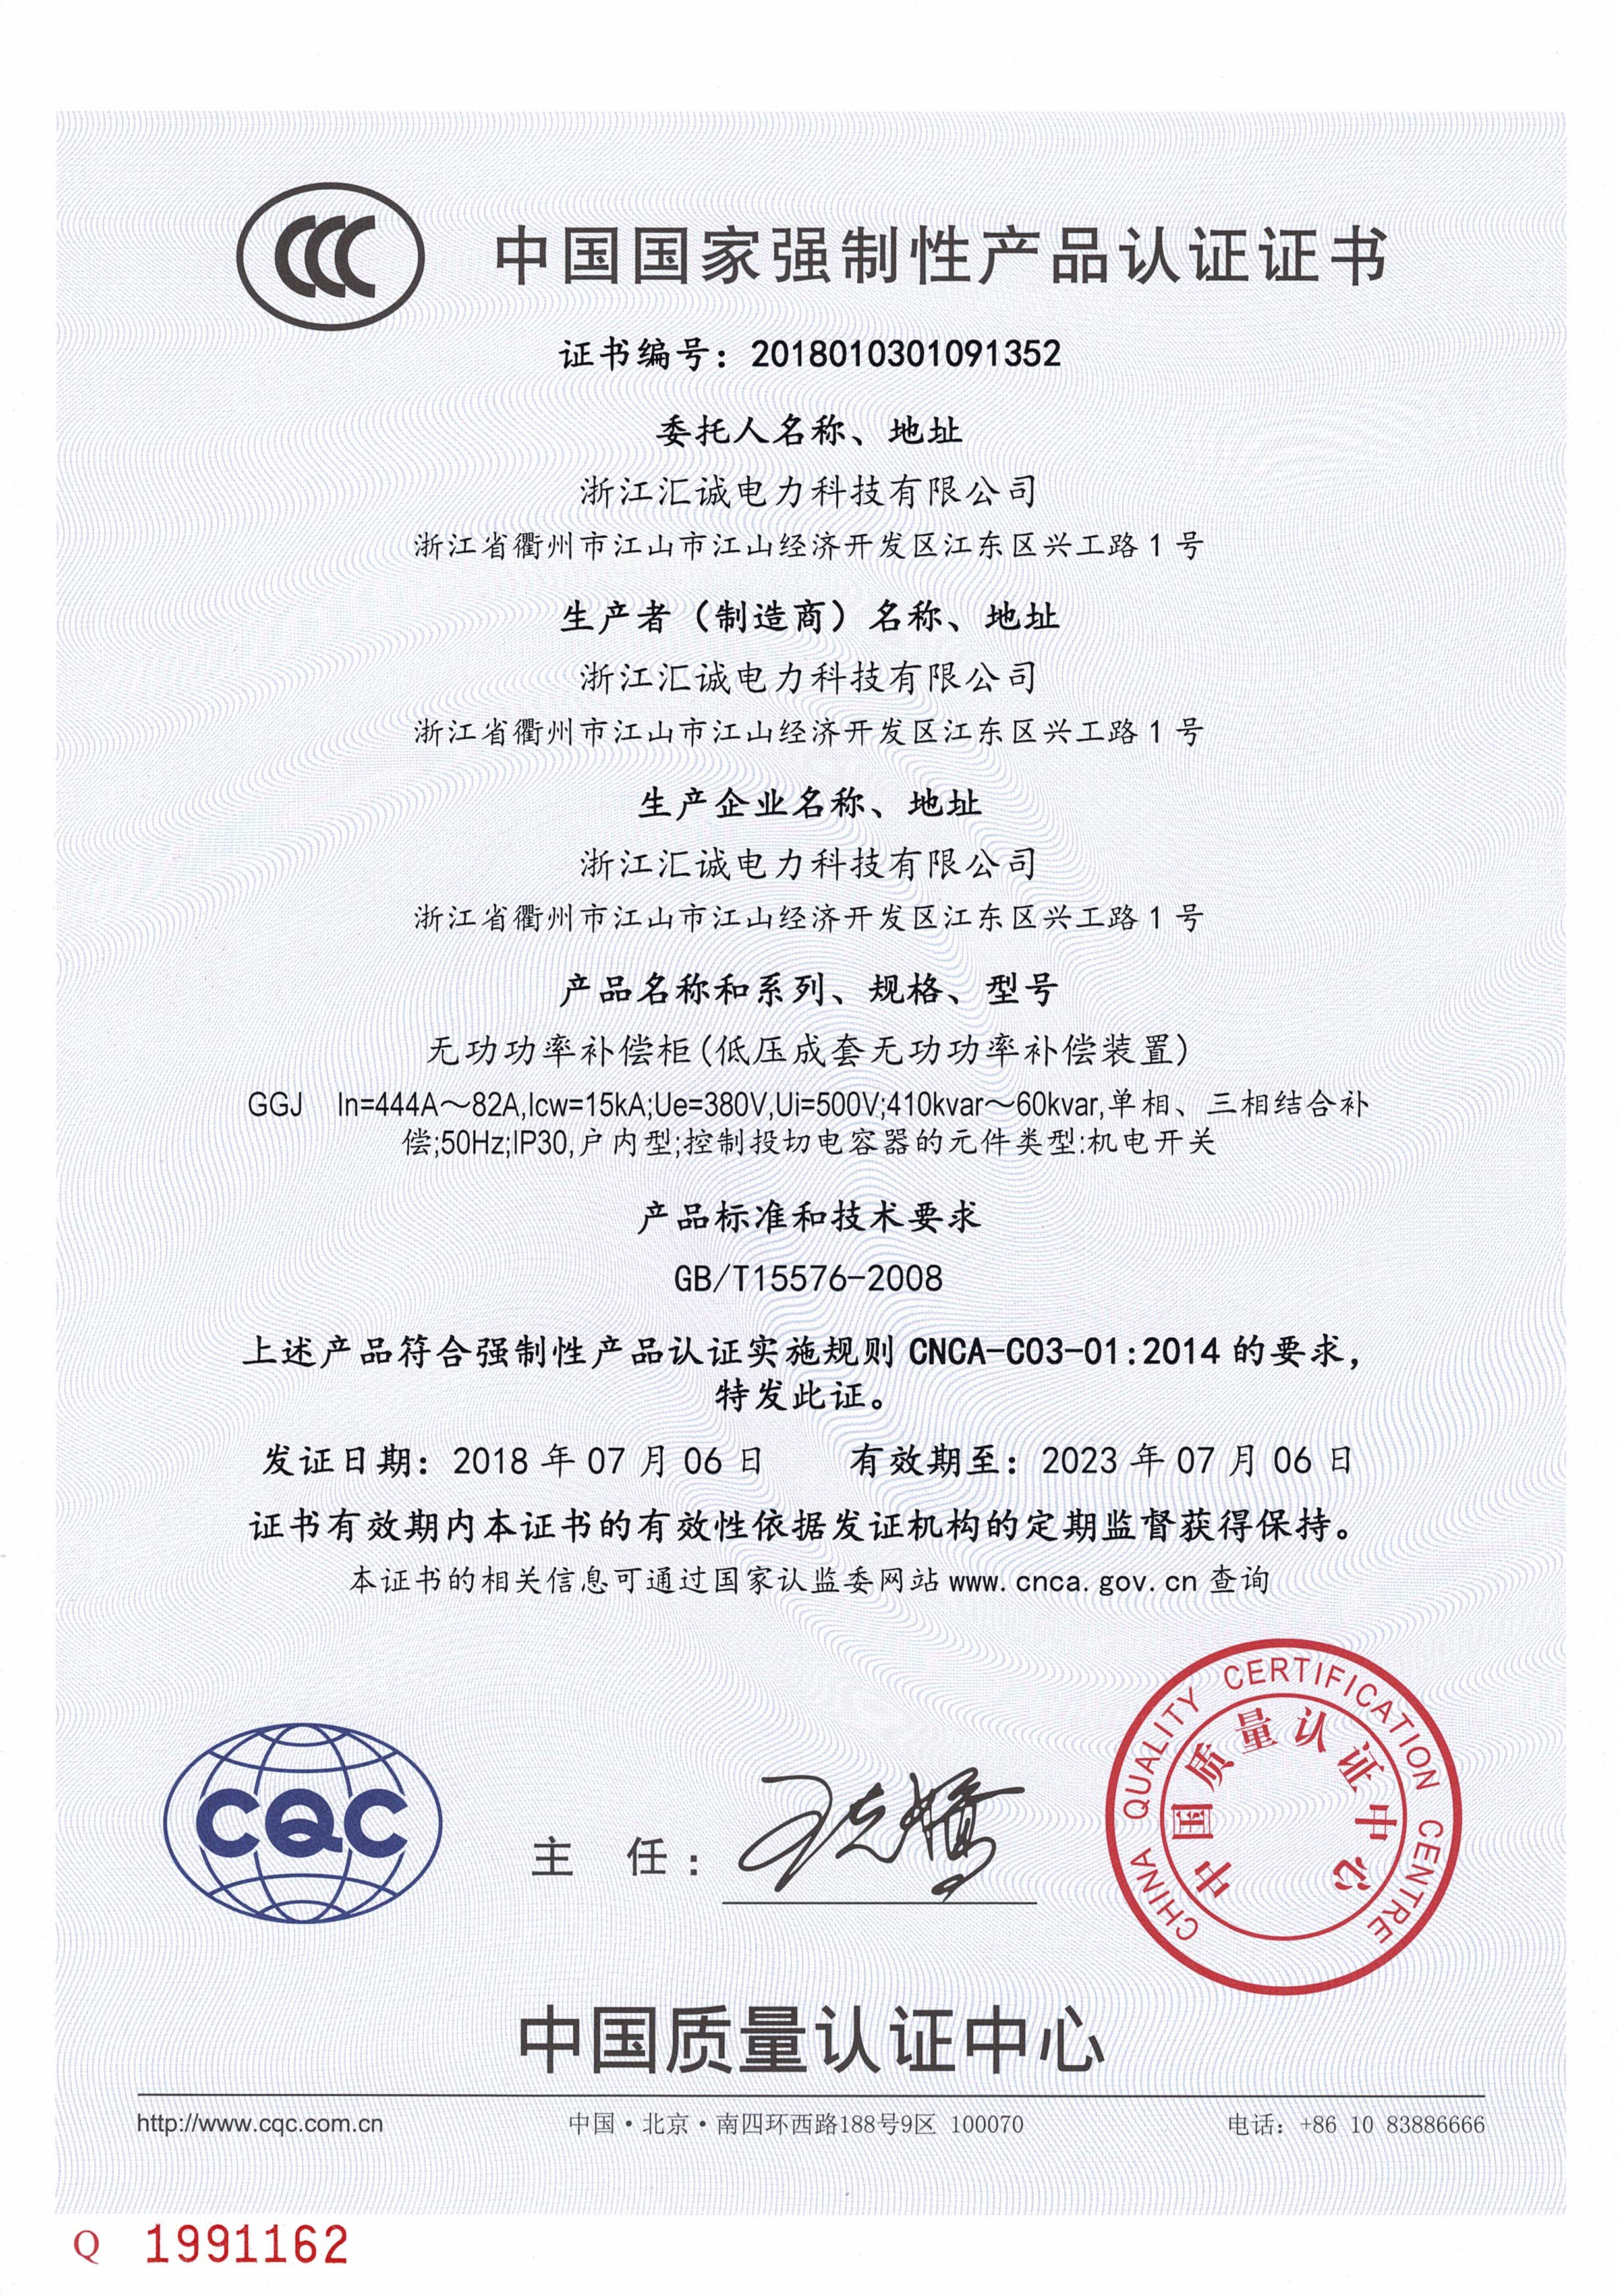 CCC
中国国家强制性产品认证证书
证书编号：2018010301091352
委托人名称、地址
浙江汇诚电力科技有限公司
浙江省衢州市江山市江山经济开发区江东区兴工路1号
生产者（制造商）名称、地址
浙江汇诚电力科技有限公司
浙江省衢州市江山市江山经济开发区江东区兴工路1号
生产企业名称、地址
浙江汇诚电力科技有限公司
浙江省衢州市江山市江山经济开发区江东区兴工路1号
产品名称和系列、规格、型号
无功功率补偿柜(低压成套无功功率补偿装置)
GGJ In=444A～82A,Icw=15kA;Ue=380V,Ui=500V;410kvar～60kvar,单相、三相结合补
偿;50Hz;IP30,户内型;控制投切电容器的元件类型:机电开关
产品标准和技术要求
GB/T15576-2008
上述产品符合强制性产品认证实施规则 CNCA-C03-01:2014 的要求，
特发此证。
发证日期：2018 年 07 月 06 日 有效期至：2023 年 07 月 06 日
证书有效期内本证书的有效性依据发证机构的定期监督获得保持。
本证书的相关信息可通过国家认监委网站 www.cnca.gov.cn 查询
CHINA QUALITY CERTIFICATION CENTRE
中国质量认证中心
CQC
主 任：
中国质量认证中心
http://www.cqc.com.cn 中国·北京·南四环西路188号9区 100070 电话：+86 10 83886666
Q 1991162